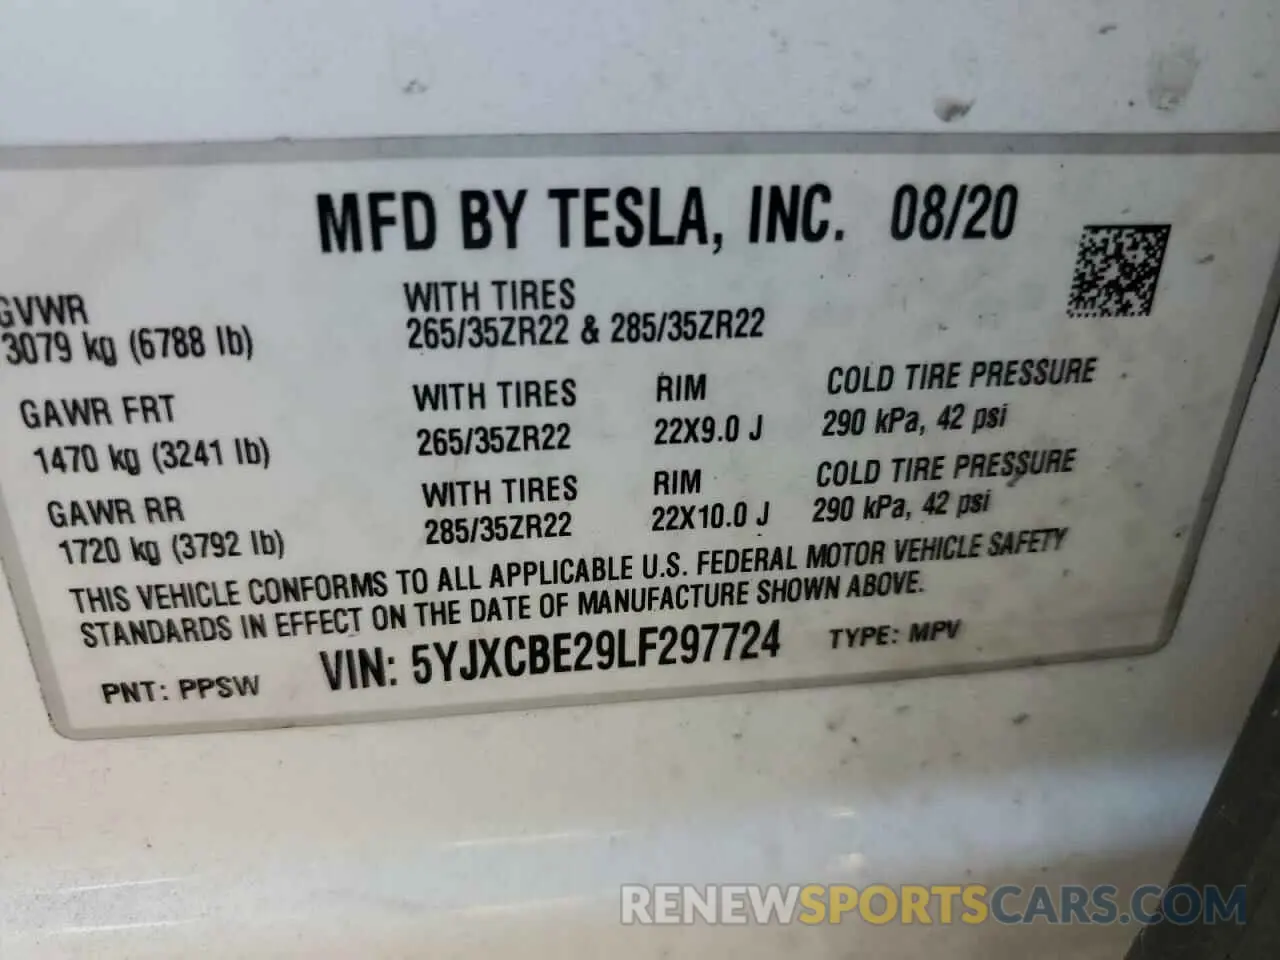 MFD BY TESLA, INC. 08/20
GVWR WITH TIRES
3079 kg (6788 lb) 265/35ZR22 & 285/35ZR22
GAWR FRT WITH TIRES RIM COLD TIRE PRESSURE
1470 kg (3241 lb) 265/35ZR22 22X9.0 J 290 kPa, 42 psi
GAWR RR WITH TIRES RIM COLD TIRE PRESSURE
1720 kg (3792 lb) 285/35ZR22 22X10.0 J 290 kPa, 42 psi
THIS VEHICLE CONFORMS TO ALL APPLICABLE U.S. FEDERAL MOTOR VEHICLE SAFETY
STANDARDS IN EFFECT ON THE DATE OF MANUFACTURE SHOWN ABOVE.
PNT: PPSW VIN: 5YJXCBE29LF297724 TYPE: MPV
RENEWSPORTSCARS.COM